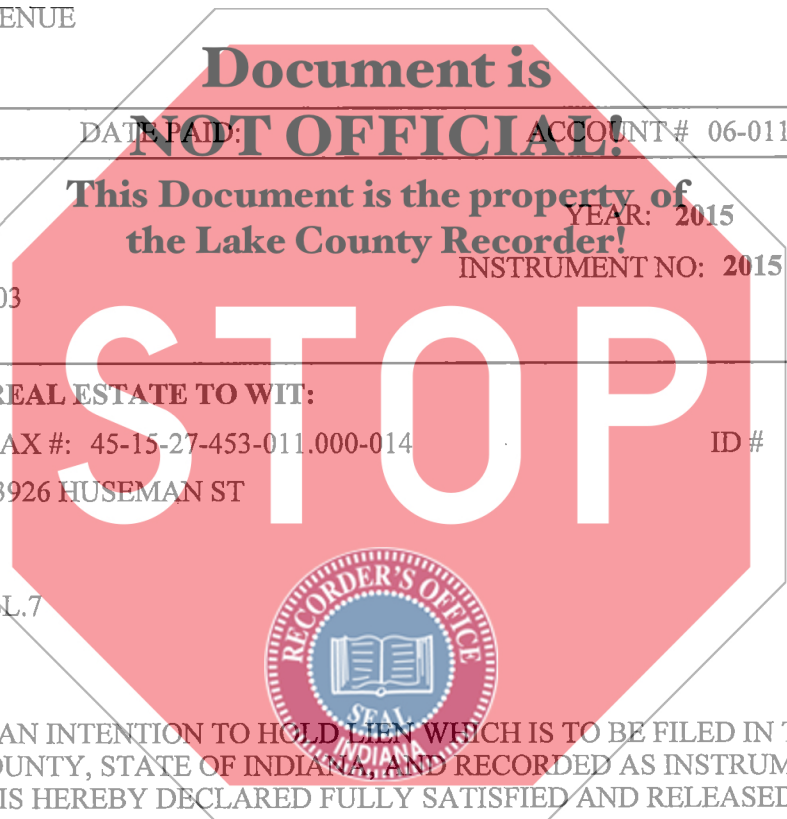 ENUE
Document is
DATE PAID: ACCOUNT # 06-011
NOT OFFICIAL!
This Document is the property of
YEAR: 2015
the Lake County Recorder!
INSTRUMENT NO: 2015
03
STOP
REAL ESTATE TO WIT:
AX #: 45-15-27-453-011.000-014 ID #
3926 HUSEMAN ST
L.7
RECORDER'S OFFICE
SEAL
INDIANA
AN INTENTION TO HOLD LIEN WHICH IS TO BE FILED IN
OUNTY, STATE OF INDIANA, AND RECORDED AS INSTRUM
IS HEREBY DECLARED FULLY SATISFIED AND RELEASED